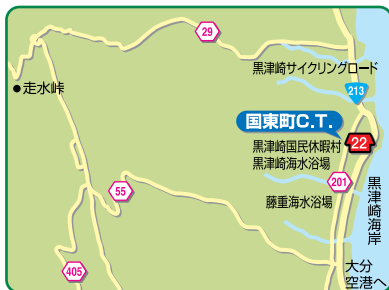 29
黒津崎サイクリングロード
213
走水峠
国東町C.T.
黒津崎国民休暇村
22
黒津崎海水浴場
201
55
黒津崎海岸
藤重海水浴場
405
大分
空港へ